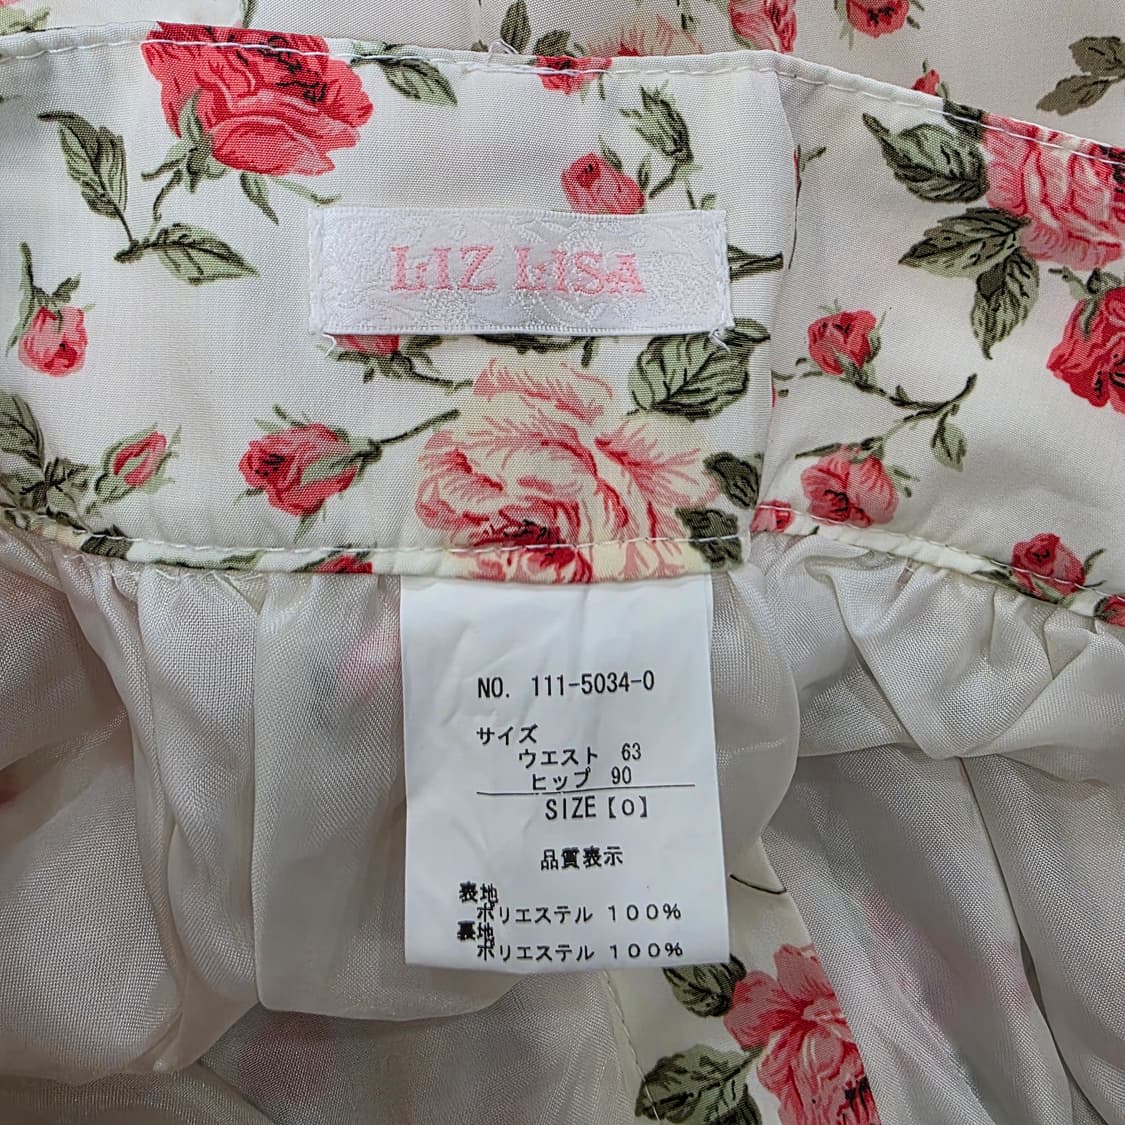 LIZ LISA
NO. 111-5034-0
サイズ
ウエスト 63
ヒップ 90
SIZE【0】
品質表示
表地
ポリエステル 100%
裏地
ポリエステル 100%